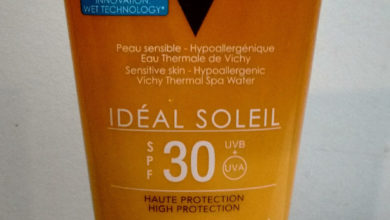 INNOVATION
WET TECHNOLOGY*
Peau sensible - Hypoallergénique
Eau Thermale de Vichy
Sensitive skin - Hypoallergenic
Vichy Thermal Spa Water
IDÉAL SOLEIL
SPF 30 UVB + UVA
HAUTE PROTECTION
HIGH PROTECTION